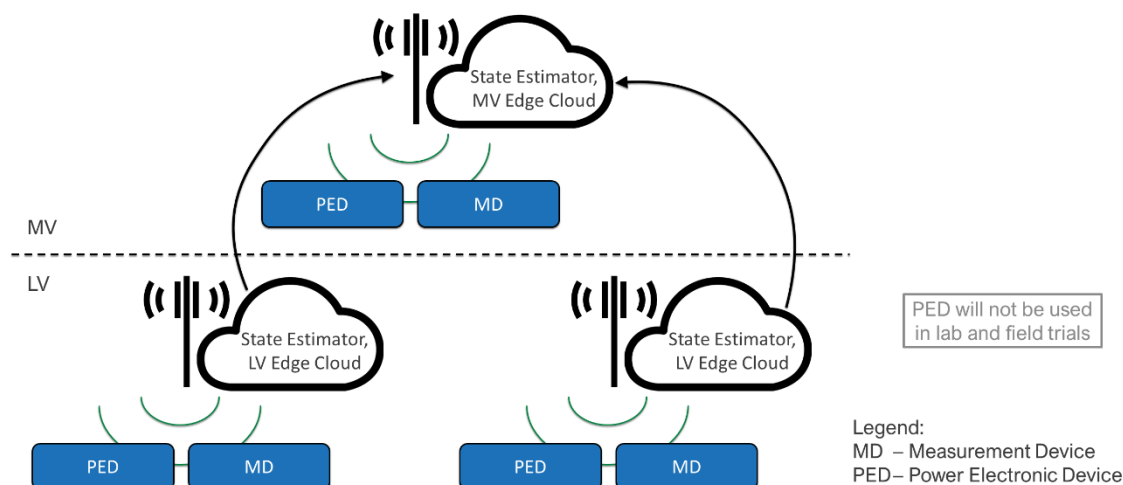 State Estimator,
MV Edge Cloud
PED
MD
MV
LV
State Estimator,
LV Edge Cloud
State Estimator,
LV Edge Cloud
PED will not be used
in lab and field trials
PED
MD
PED
MD
Legend:
MD – Measurement Device
PED– Power Electronic Device